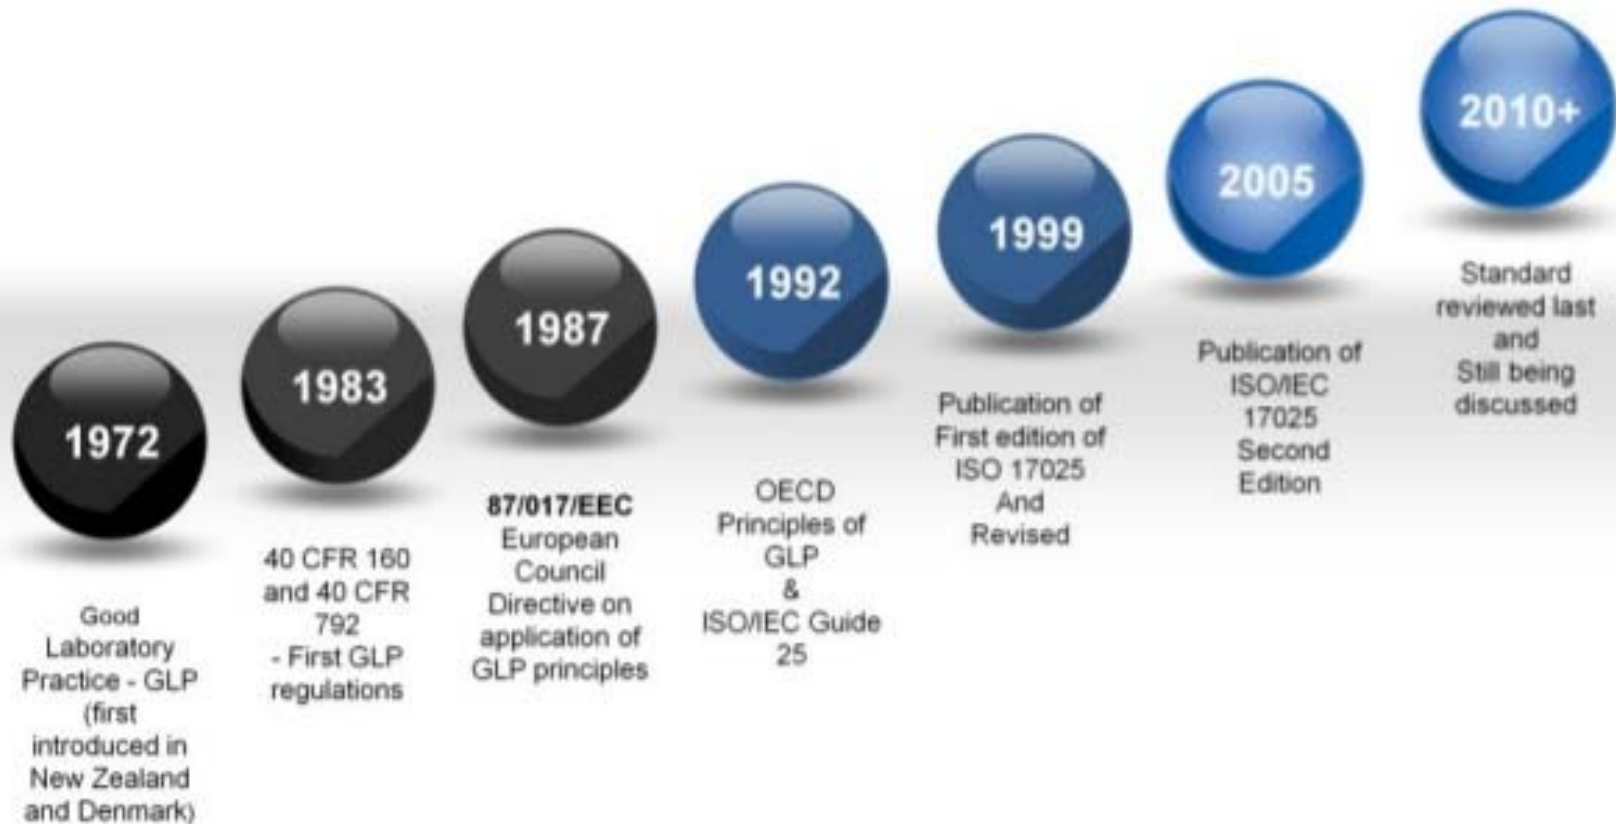 1972
Good
Laboratory
Practice - GLP
(first
introduced in
New Zealand
and Denmark)
1983
40 CFR 160
and 40 CFR
792
- First GLP
regulations
1987
87/017/EEC
European
Council
Directive on
application of
GLP principles
1992
OECD
Principles of
GLP
&
ISO/IEC Guide
25
1999
Publication of
First edition of
ISO 17025
And
Revised
2005
Publication of
ISO/IEC
17025
Second
Edition
2010+
Standard
reviewed last
and
Still being
discussed